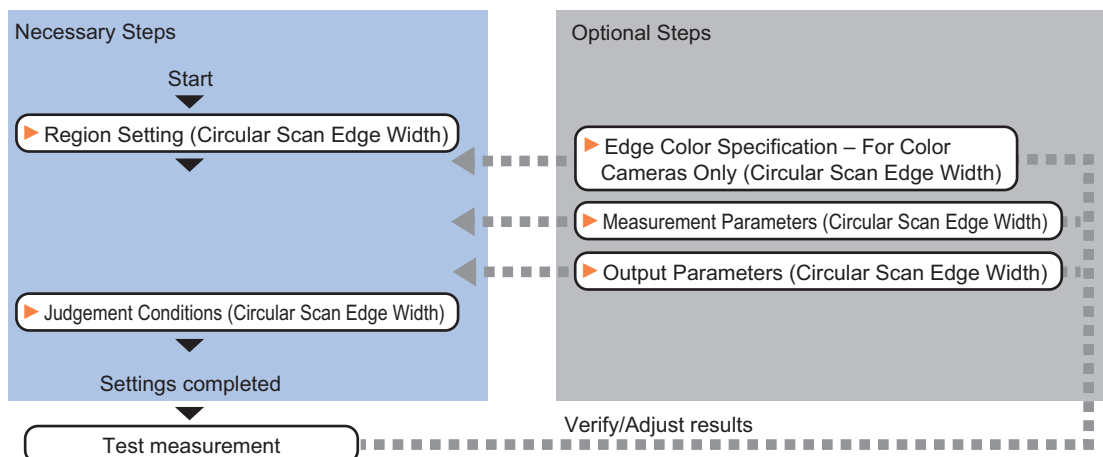 Necessary Steps
Start
Region Setting (Circular Scan Edge Width)
Judgement Conditions (Circular Scan Edge Width)
Settings completed
Test measurement
Optional Steps
Edge Color Specification – For Color
Cameras Only (Circular Scan Edge Width)
Measurement Parameters (Circular Scan Edge Width)
Output Parameters (Circular Scan Edge Width)
Verify/Adjust results